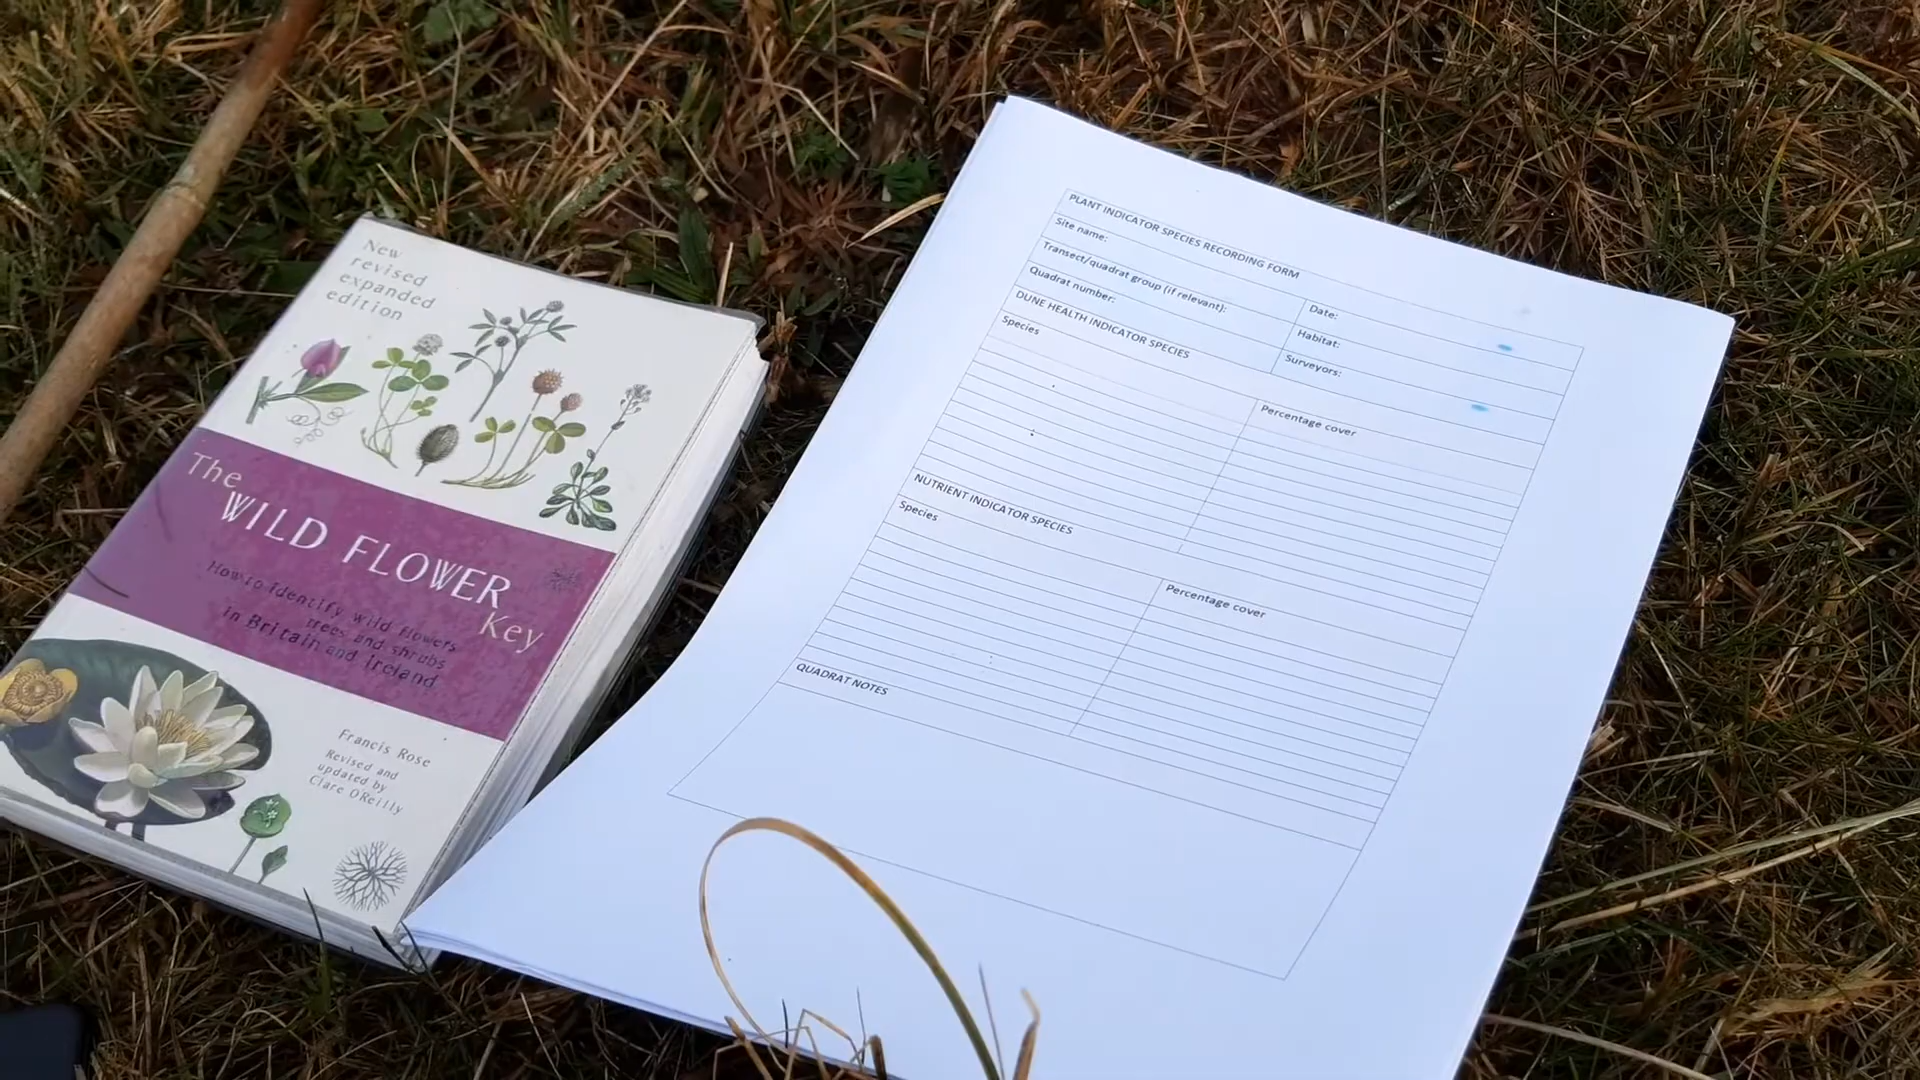 New
revised
expanded
edition
The
WILD FLOWER
Key
How to identify wild flowers
trees and shrubs
in Britain and Ireland
Francis Rose
Revised and
updated by
Clare O'Reilly
PLANT INDICATOR SPECIES RECORDING FORM
Site name:
Date:
Transect/quadrat group (if relevant):
Habitat:
Quadrat number:
Surveyors:
DUNE HEALTH INDICATOR SPECIES
Species
Percentage cover
NUTRIENT INDICATOR SPECIES
Species
Percentage cover
QUADRAT NOTES